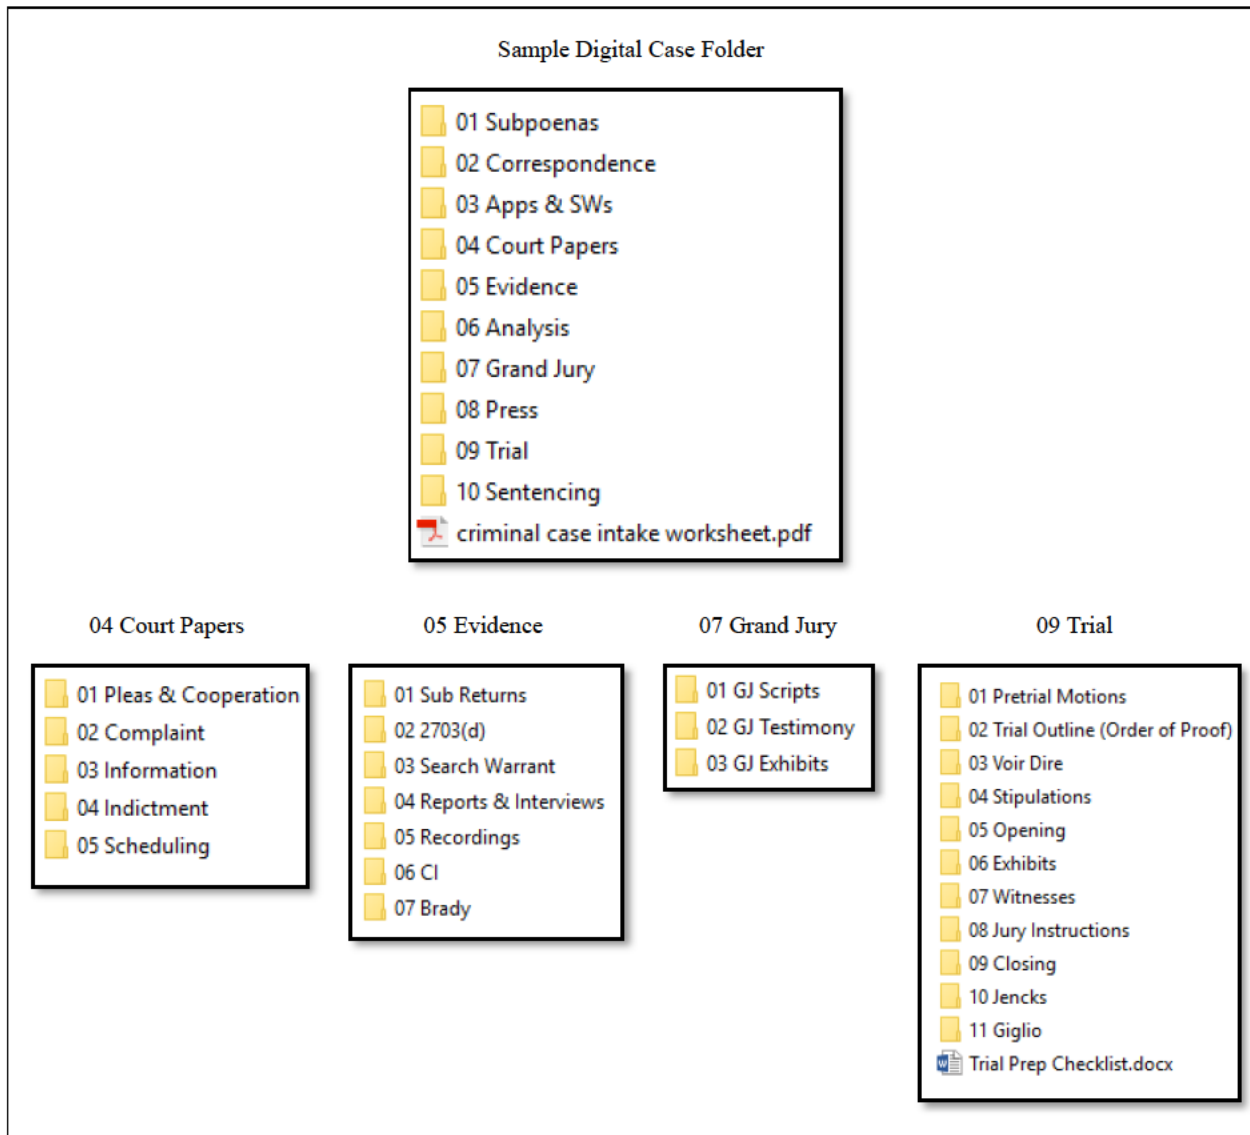 Sample Digital Case Folder
01 Subpoenas
02 Correspondence
03 Apps & SWs
04 Court Papers
05 Evidence
06 Analysis
07 Grand Jury
08 Press
09 Trial
10 Sentencing
criminal case intake worksheet.pdf
04 Court Papers
01 Pleas & Cooperation
02 Complaint
03 Information
04 Indictment
05 Scheduling
05 Evidence
01 Sub Returns
02 2703(d)
03 Search Warrant
04 Reports & Interviews
05 Recordings
06 CI
07 Brady
07 Grand Jury
01 GJ Scripts
02 GJ Testimony
03 GJ Exhibits
09 Trial
01 Pretrial Motions
02 Trial Outline (Order of Proof)
03 Voir Dire
04 Stipulations
05 Opening
06 Exhibits
07 Witnesses
08 Jury Instructions
09 Closing
10 Jencks
11 Giglio
Trial Prep Checklist.docx